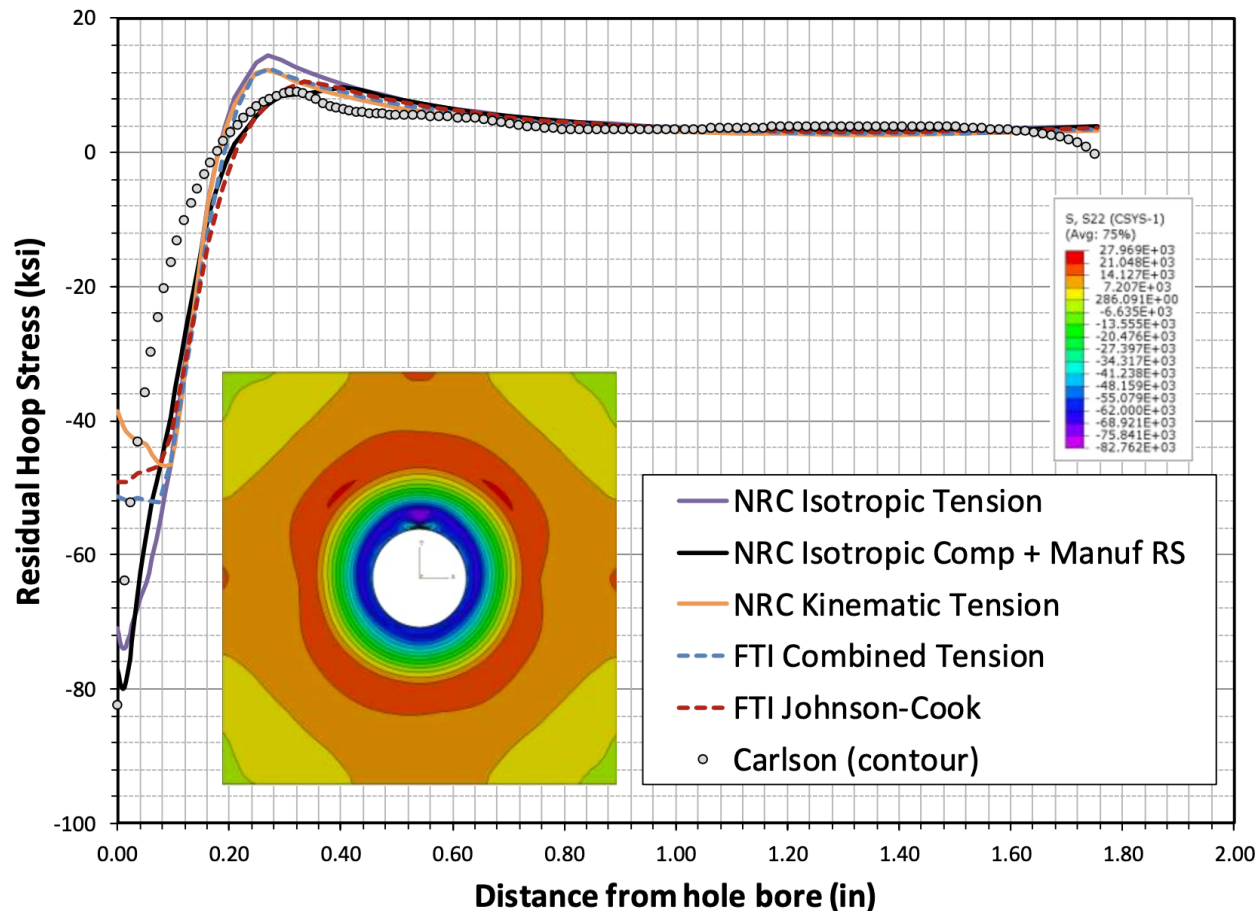 20
0
-20
-40
-60
-80
-100
Residual Hoop Stress (ksi)
S, S22 (CSYS-1)
(Avg: 75%)
27.969E+03
21.048E+03
14.127E+03
7.207E+03
286.091E+00
-6.635E+03
-13.555E+03
-20.476E+03
-27.397E+03
-34.317E+03
-41.238E+03
-48.159E+03
-55.079E+03
-62.000E+03
-68.921E+03
-75.841E+03
-82.762E+03
NRC Isotropic Tension
NRC Isotropic Comp + Manuf RS
NRC Kinematic Tension
FTI Combined Tension
FTI Johnson-Cook
Carlson (contour)
0.00 0.20 0.40 0.60 0.80 1.00 1.20 1.40 1.60 1.80 2.00
Distance from hole bore (in)